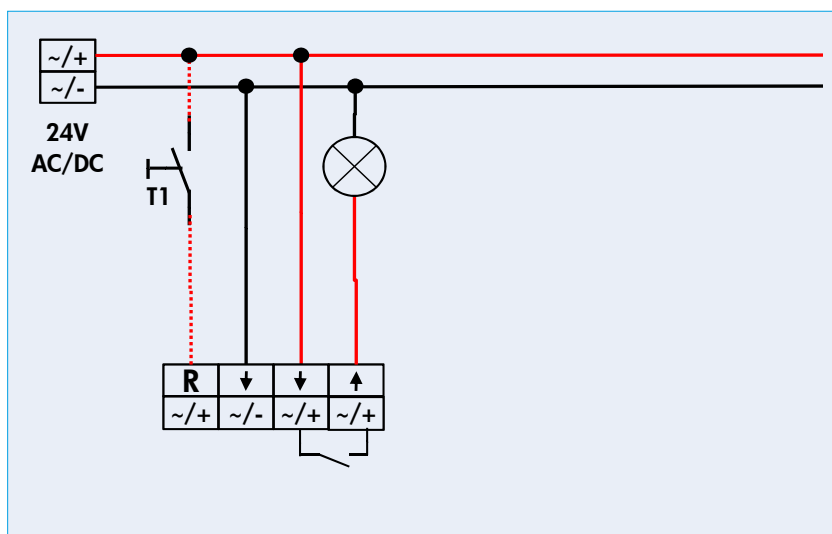 ~/+
~/-
24V
AC/DC
T1
R ↓ ↓ ↑
~/+ ~/- ~/+ ~/+